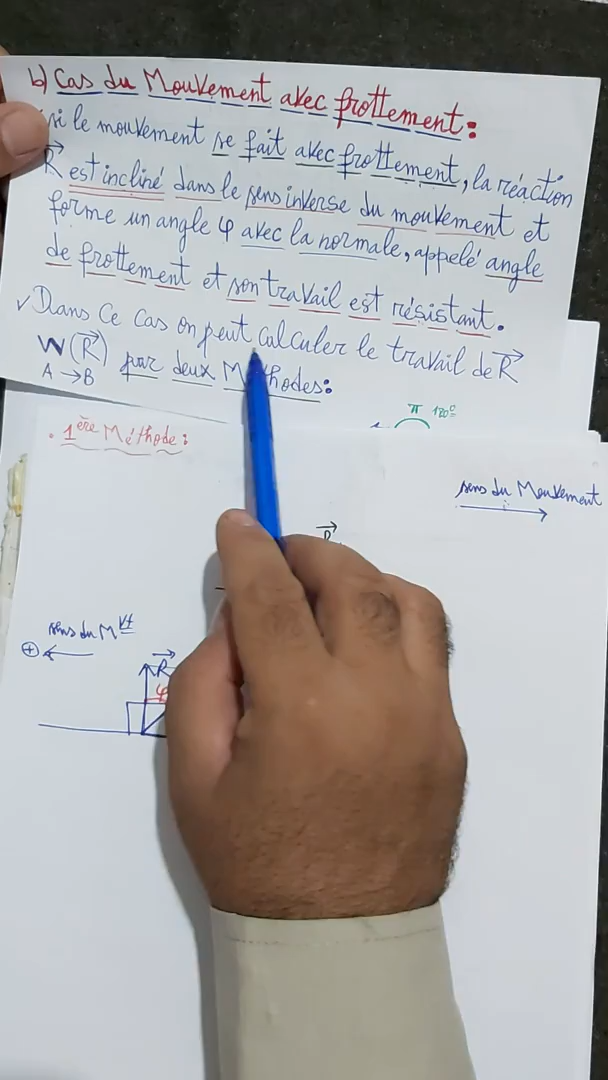 b) Cas du Mouvement avec frottement:
si le mouvement se fait avec frottement, la réaction
R est incliné dans le sens inverse du mouvement et
forme un angle φ avec la normale, appelé angle
de frottement et son travail est résistant.
✓ Dans ce cas on peut calculer le travail de R
W(R) par deux Méthodes:
A → B
π 120°
. 1ère Méthode:
sens du Mouvement
R
sens du Mvt
⊕
R
φ